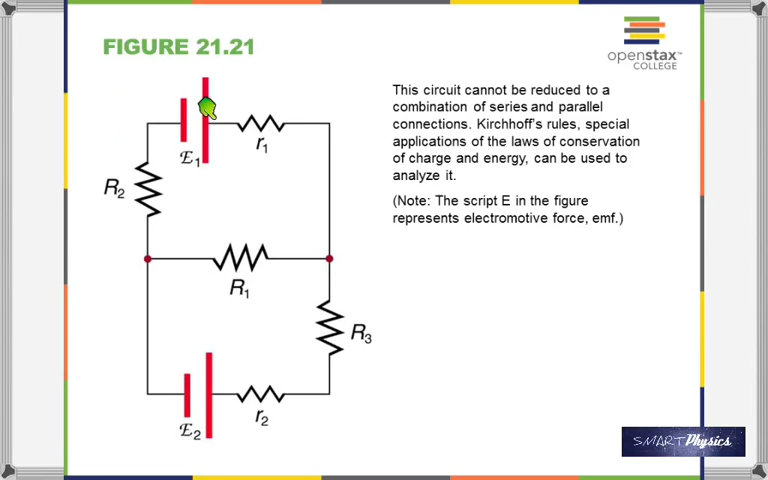 FIGURE 21.21
openstax™
COLLEGE
This circuit cannot be reduced to a
combination of series and parallel
connections. Kirchhoff's rules, special
applications of the laws of conservation
of charge and energy, can be used to
analyze it.
(Note: The script E in the figure
represents electromotive force, emf.)
ℰ₁
r₁
R₂
R₁
R₃
ℰ₂
r₂
SMARTPhysics